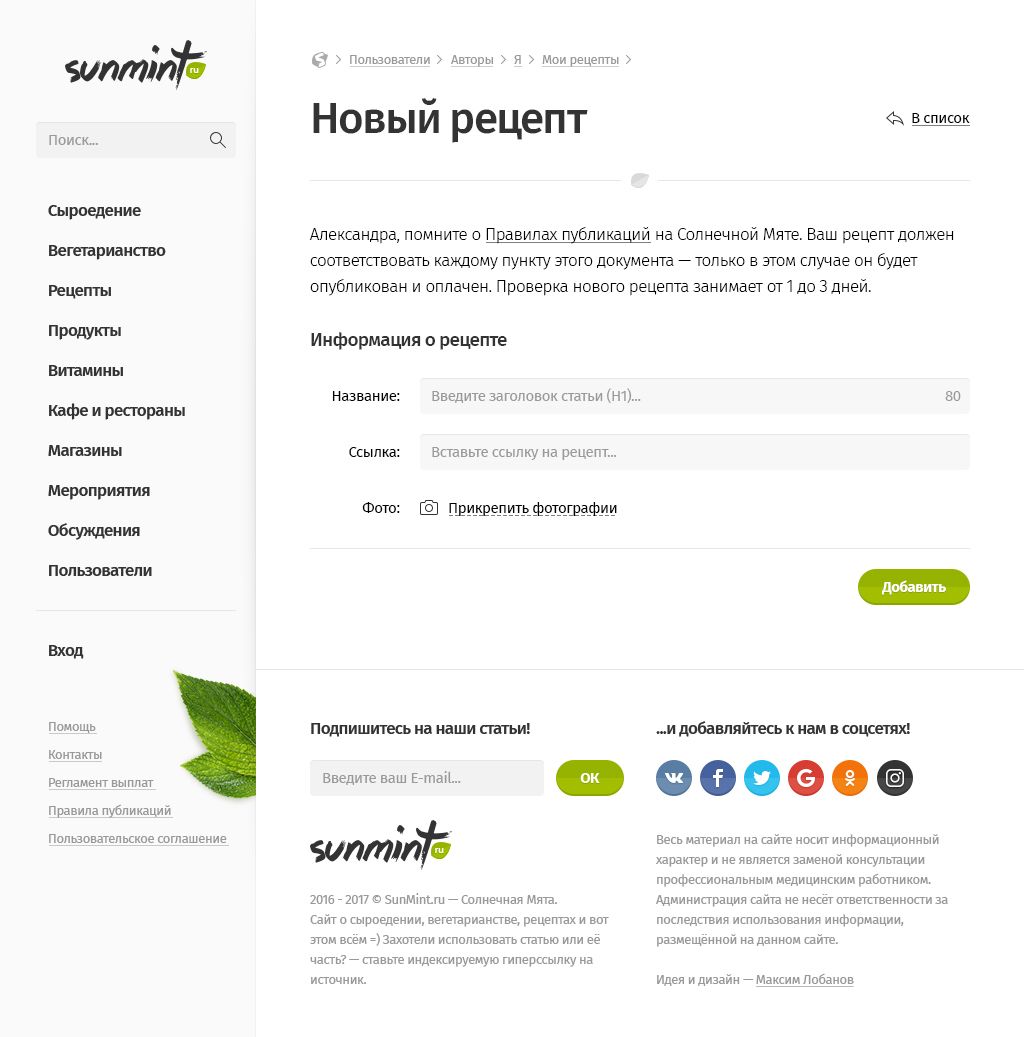 sunmint ru
Поиск...
Сыроедение
Вегетарианство
Рецепты
Продукты
Витамины
Кафе и рестораны
Магазины
Мероприятия
Обсуждения
Пользователи
Вход
Помощь
Контакты
Регламент выплат
Правила публикаций
Пользовательское соглашение
Пользователи Авторы Я Мои рецепты
Новый рецепт
В список
Александра, помните о Правилах публикаций на Солнечной Мяте. Ваш рецепт должен
соответствовать каждому пункту этого документа — только в этом случае он будет
опубликован и оплачен. Проверка нового рецепта занимает от 1 до 3 дней.
Информация о рецепте
Название: Введите заголовок статьи (H1)... 80
Ссылка: Вставьте ссылку на рецепт...
Фото: Прикрепить фотографии
Добавить
Подпишитесь на наши статьи!
Введите ваш E-mail... ОК
sunmint ru
2016 - 2017 © SunMint.ru — Солнечная Мята.
Сайт о сыроедении, вегетарианстве, рецептах и вот
этом всём =) Захотели использовать статью или её
часть? — ставьте индексируемую гиперссылку на
источник.
...и добавляйтесь к нам в соцсетях!
Весь материал на сайте носит информационный
характер и не является заменой консультации
профессиональным медицинским работником.
Администрация сайта не несёт ответственности за
последствия использования информации,
размещённой на данном сайте.
Идея и дизайн — Максим Лобанов